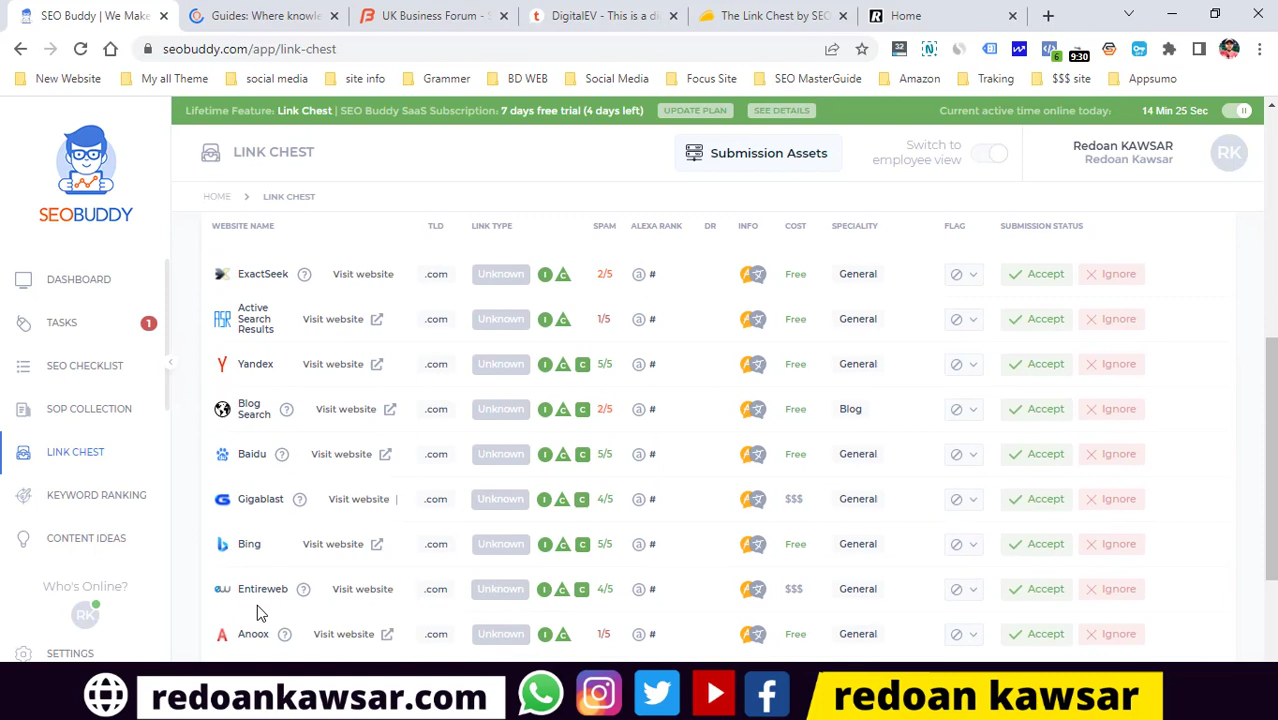 SEO Buddy | We Make
Guides: Where knowle
UK Business Forum - S
DigitalEV - This is a di
The Link Chest by SEO
Home
seobuddy.com/app/link-chest
32
6
9:30
New Website
My all Theme
social media
site info
Grammer
BD WEB
Social Media
Focus Site
SEO MasterGuide
Amazon
Traking
$$$ site
Appsumo
Lifetime Feature: Link Chest | SEO Buddy SaaS Subscription: 7 days free trial (4 days left)
UPDATE PLAN
SEE DETAILS
Current active time online today:
14 Min 25 Sec
SEOBUDDY
LINK CHEST
Submission Assets
Switch to
employee view
Redoan KAWSAR
Redoan Kawsar
RK
HOME > LINK CHEST
DASHBOARD
TASKS 1
SEO CHECKLIST
SOP COLLECTION
LINK CHEST
KEYWORD RANKING
CONTENT IDEAS
Who's Online?
RK
SETTINGS
WEBSITE NAME TLD LINK TYPE SPAM ALEXA RANK DR INFO COST SPECIALITY FLAG SUBMISSION STATUS
ExactSeek ? Visit website .com Unknown I C 2/5 a # Free General Accept Ignore
Active
Search
Results
Visit website .com Unknown I C 1/5 a # Free General Accept Ignore
Yandex Visit website .com Unknown I C C 5/5 a # Free General Accept Ignore
Blog
Search
? Visit website .com Unknown I C C 2/5 a # Free Blog Accept Ignore
Baidu ? Visit website .com Unknown I C C 5/5 a # Free General Accept Ignore
Gigablast ? Visit website .com Unknown I C C 4/5 a # $$$ General Accept Ignore
Bing Visit website .com Unknown I C C 5/5 a # Free General Accept Ignore
Entireweb ? Visit website .com Unknown I C C 4/5 a # $$$ General Accept Ignore
Anoox ? Visit website .com Unknown I C 1/5 a # Free General Accept Ignore
redoankawsar.com
redoan kawsar